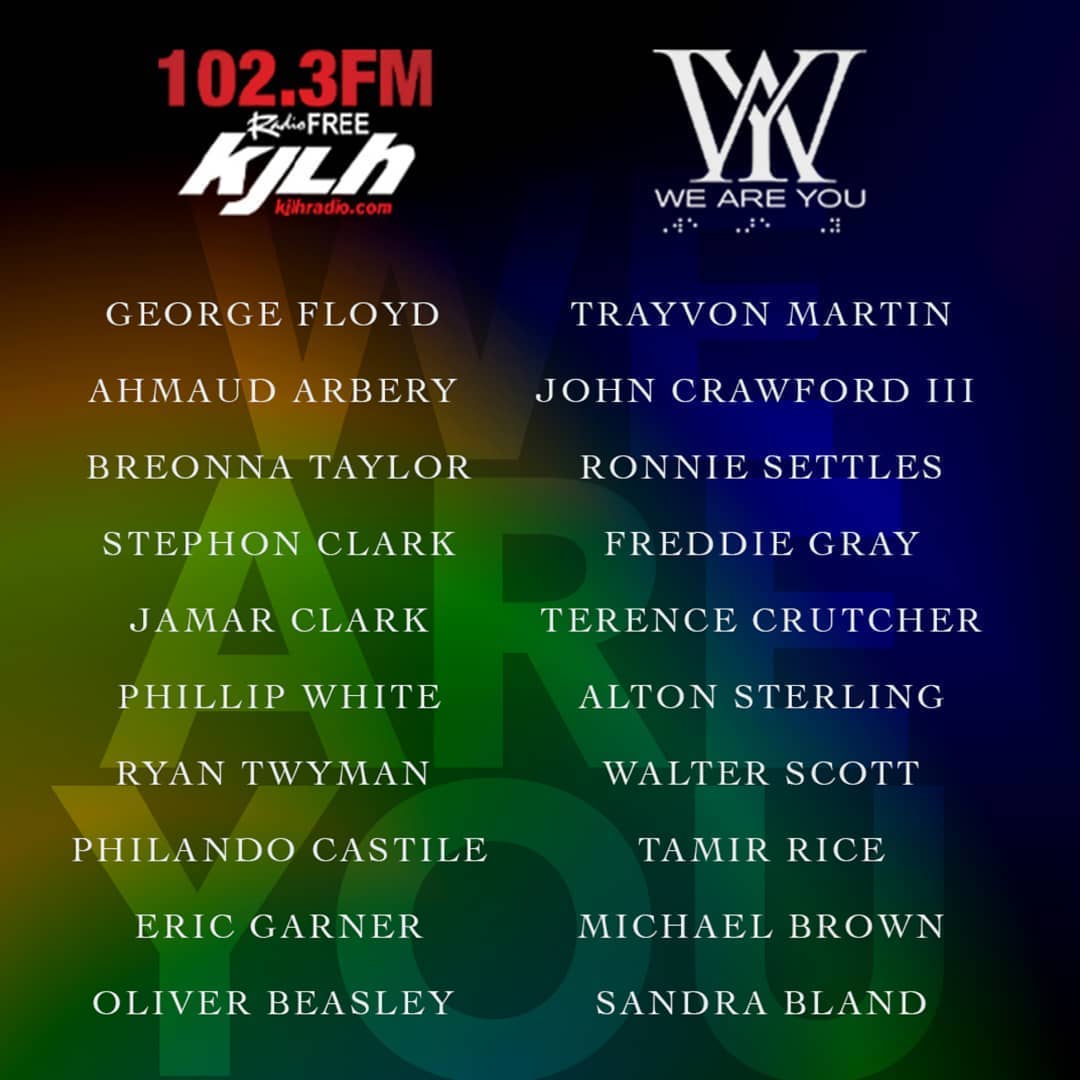 102.3FM
Radio FREE
kjlh
kjlhradio.com
WAY
WE ARE YOU
⠠⠺⠑ ⠠⠜⠑ ⠠⠽
GEORGE FLOYD
AHMAUD ARBERY
BREONNA TAYLOR
STEPHON CLARK
JAMAR CLARK
PHILLIP WHITE
RYAN TWYMAN
PHILANDO CASTILE
ERIC GARNER
OLIVER BEASLEY
TRAYVON MARTIN
JOHN CRAWFORD III
RONNIE SETTLES
FREDDIE GRAY
TERENCE CRUTCHER
ALTON STERLING
WALTER SCOTT
TAMIR RICE
MICHAEL BROWN
SANDRA BLAND
WE
ARE
YOU